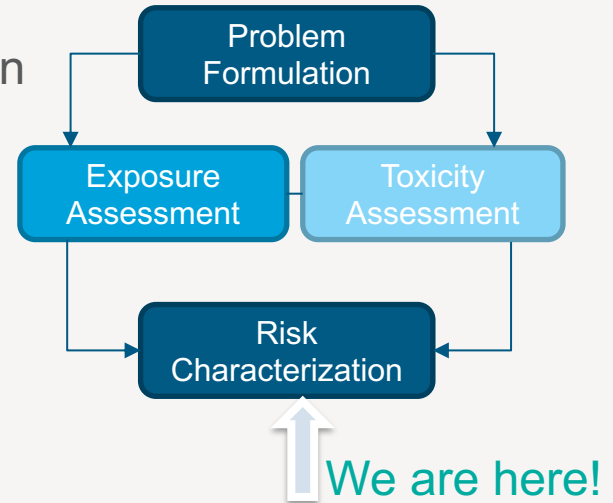 Problem
Formulation
n
Exposure
Assessment
Toxicity
Assessment
Risk
Characterization
We are here!